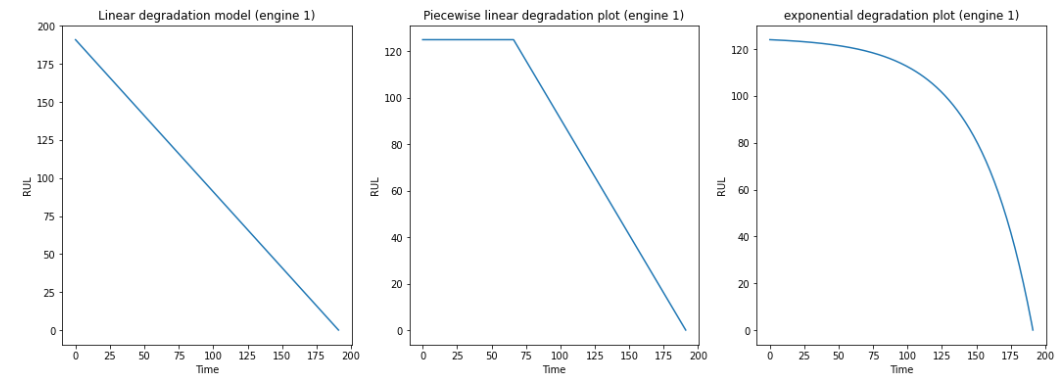 Linear degradation model (engine 1)
200
175
150
125
100
75
50
25
0
RUL
0 25 50 75 100 125 150 175 200
Time
Piecewise linear degradation plot (engine 1)
120
100
80
60
40
20
0
RUL
0 25 50 75 100 125 150 175 200
Time
exponential degradation plot (engine 1)
120
100
80
60
40
20
0
RUL
0 25 50 75 100 125 150 175 200
Time